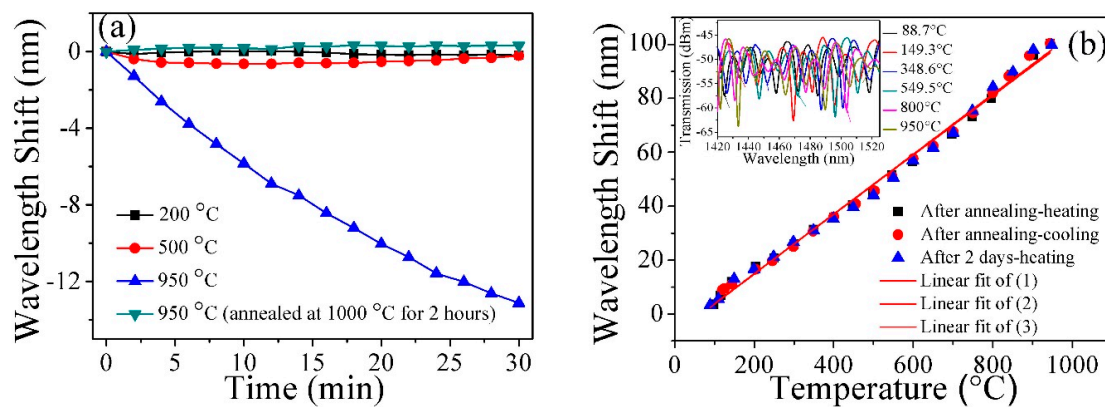 (a)
Wavelength Shift (nm)
0
-4
-8
-12
200 °C
500 °C
950 °C
950 °C (annealed at 1000 °C for 2 hours)
0 5 10 15 20 25 30
Time (min)
(b)
Wavelength Shift (nm)
100
80
60
40
20
0
Transmission (dBm)
-45
-50
-55
-60
-65
1420 1440 1460 1480 1500 1520
Wavelength (nm)
88.7°C
149.3°C
348.6°C
549.5°C
800°C
950°C
After annealing-heating
After annealing-cooling
After 2 days-heating
Linear fit of (1)
Linear fit of (2)
Linear fit of (3)
0 200 400 600 800 1000
Temperature (°C)